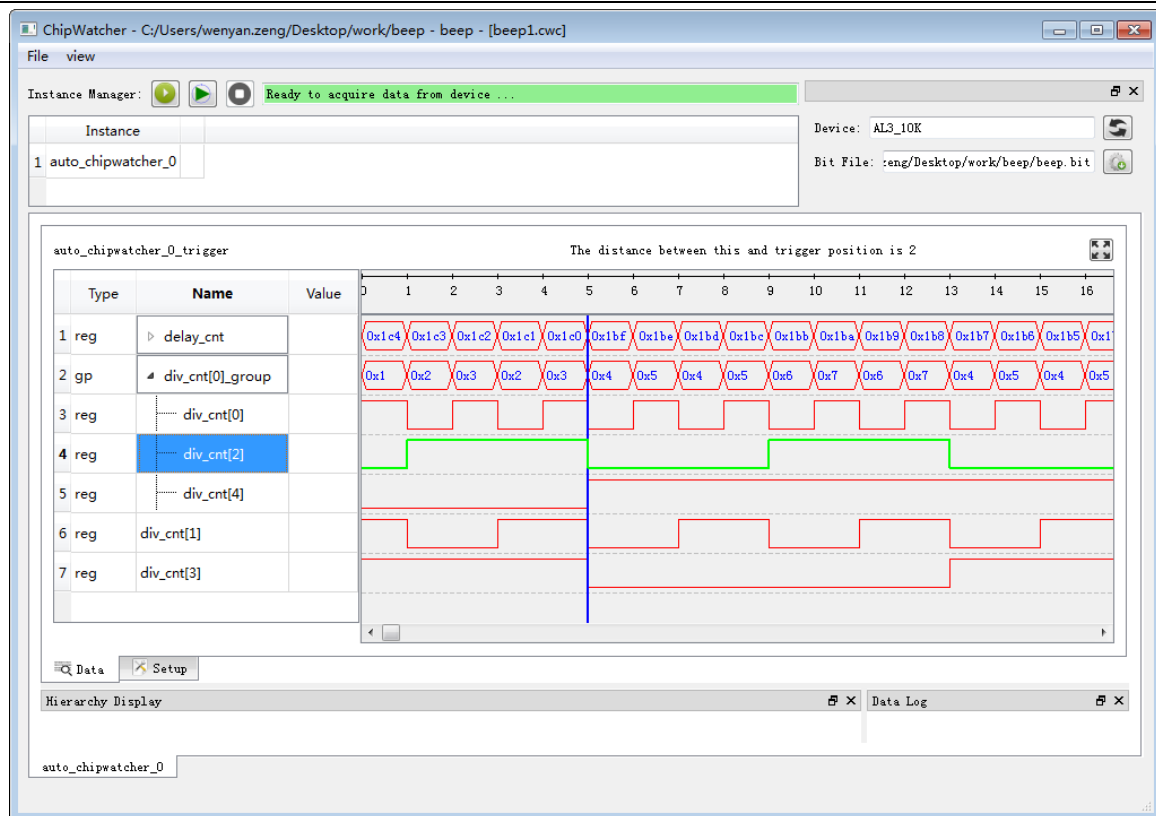 ChipWatcher - C:/Users/wenyan.zeng/Desktop/work/beep - beep - [beep1.cwc]
File view
Instance Manager: Ready to acquire data from device ...
Instance
1 auto_chipwatcher_0
Device: AL3_10K
Bit File: :eng/Desktop/work/beep/beep.bit
auto_chipwatcher_0_trigger The distance between this and trigger position is 2
Type Name Value 0 1 2 3 4 5 6 7 8 9 10 11 12 13 14 15 16
1 reg delay_cnt 0x1c4 0x1c3 0x1c2 0x1c1 0x1c0 0x1bf 0x1be 0x1bd 0x1bc 0x1bb 0x1ba 0x1b9 0x1b8 0x1b7 0x1b6 0x1b5 0x1
2 gp div_cnt[0]_group 0x1 0x2 0x3 0x2 0x3 0x4 0x5 0x4 0x5 0x6 0x7 0x6 0x7 0x4 0x5 0x4 0x5
3 reg div_cnt[0]
4 reg div_cnt[2]
5 reg div_cnt[4]
6 reg div_cnt[1]
7 reg div_cnt[3]
Data Setup
Hierarchy Display Data Log
auto_chipwatcher_0